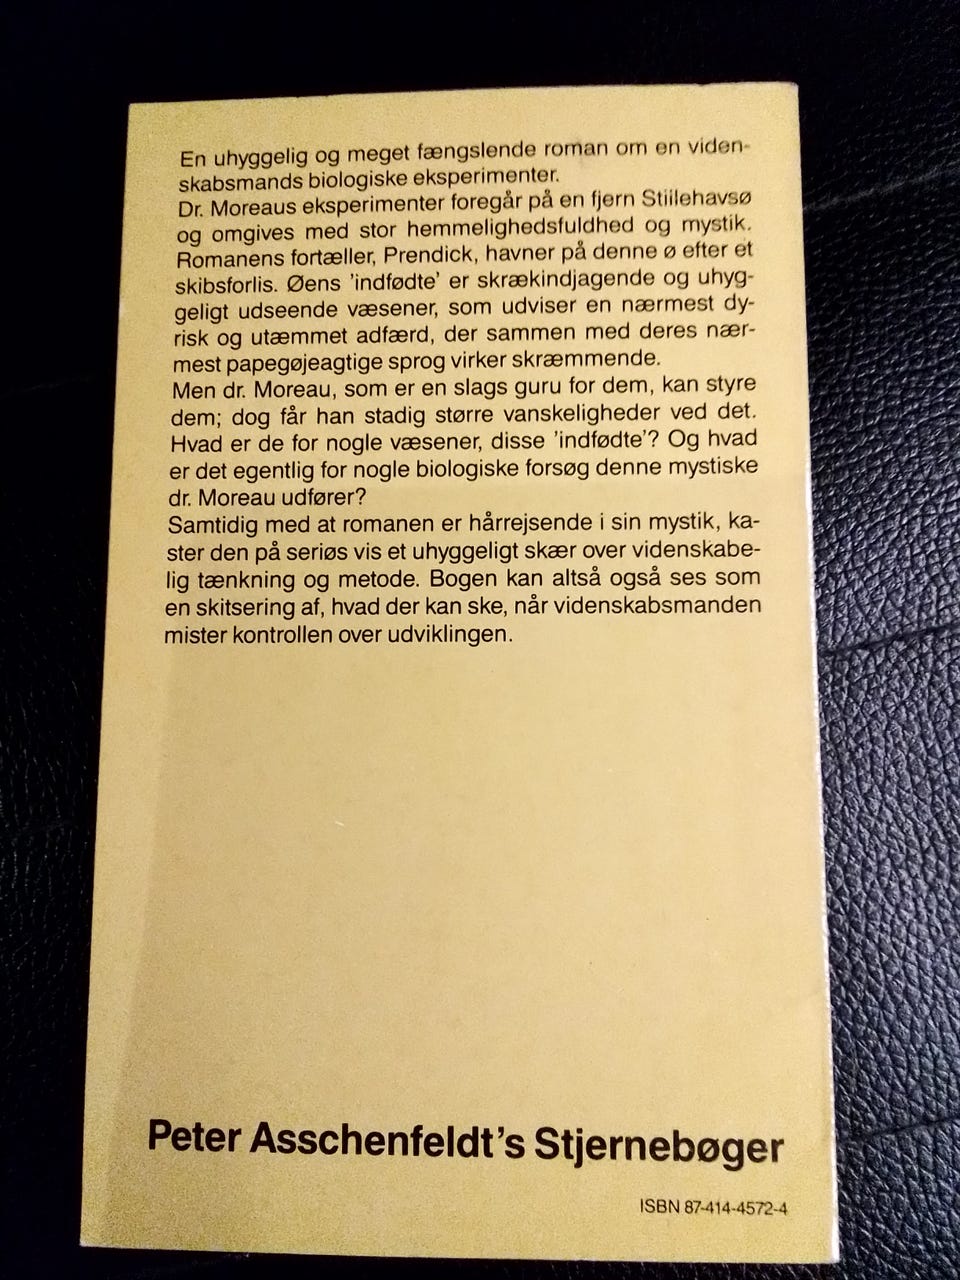 En uhyggelig og meget fængslende roman om en viden-
skabsmands biologiske eksperimenter.
Dr. Moreaus eksperimenter foregår på en fjern Stillehavsø
og omgives med stor hemmelighedsfuldhed og mystik.
Romanens fortæller, Prendick, havner på denne ø efter et
skibsforlis. Øens 'indfødte' er skrækindjagende og uhyg-
geligt udseende væsener, som udviser en nærmest dy-
risk og utæmmet adfærd, der sammen med deres nær-
mest papegøjeagtige sprog virker skræmmende.
Men dr. Moreau, som er en slags guru for dem, kan styre
dem; dog får han stadig større vanskeligheder ved det.
Hvad er de for nogle væsener, disse 'indfødte'? Og hvad
er det egentlig for nogle biologiske forsøg denne mystiske
dr. Moreau udfører?
Samtidig med at romanen er hårrejsende i sin mystik, ka-
ster den på seriøs vis et uhyggeligt skær over videnskabe-
lig tænkning og metode. Bogen kan altså også ses som
en skitsering af, hvad der kan ske, når videnskabsmanden
mister kontrollen over udviklingen.
Peter Asschenfeldt's Stjernebøger
ISBN 87-414-4572-4